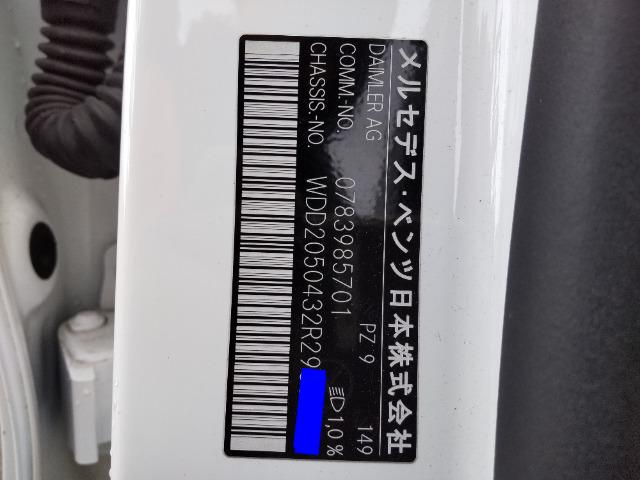 メルセデス・ベンツ日本株式会社
DAIMLER AG 149
COMM-NO. 0783985701 PZ 9
CHASSIS-NO. WDD2050432R29
1,0 %